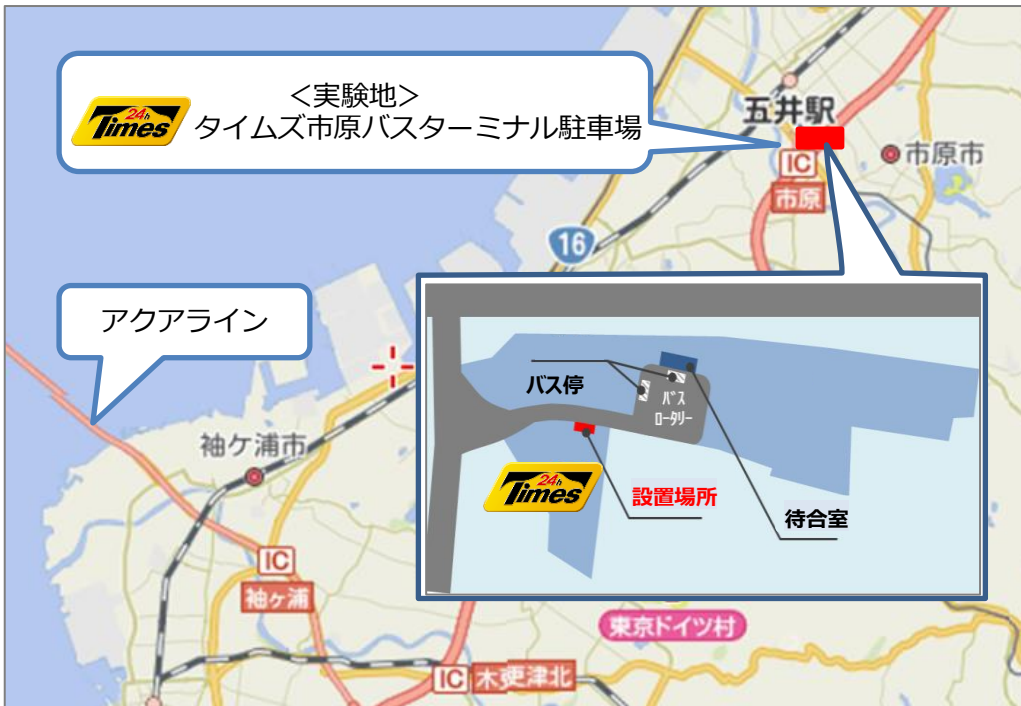 <実験地>
24h
Times
タイムズ市原バスターミナル駐車場
五井駅
IC
市原
市原市
16
アクアライン
バス停
バス
ロータリー
24h
Times
設置場所
待合室
袖ケ浦市
IC
袖ヶ浦
東京ドイツ村
IC
木更津北